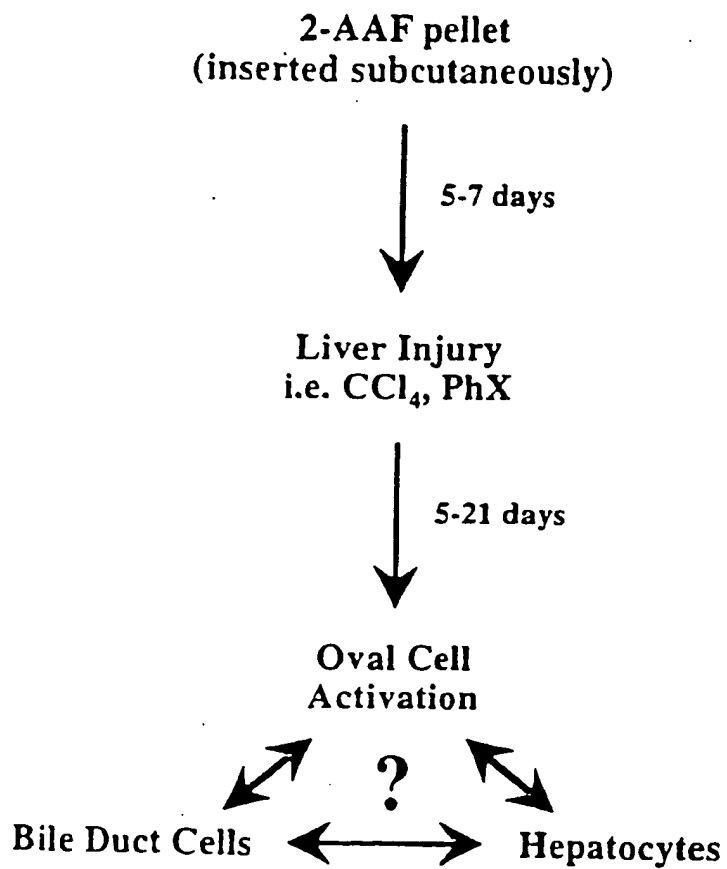 2-AAF pellet
(inserted subcutaneously)
5-7 days
Liver Injury
i.e. CCl₄, PhX
5-21 days
Oval Cell
Activation
?
Bile Duct Cells
Hepatocytes